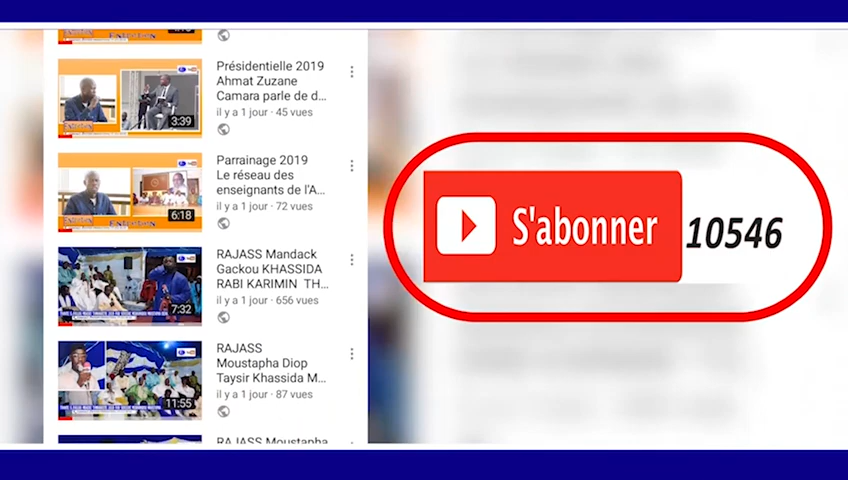 Présidentielle 2019
Ahmat Zuzane
Camara parle de d...
il y a 1 jour · 45 vues
3:39
Parrainage 2019
Le réseau des
enseignants de l'A...
il y a 1 jour · 72 vues
6:18
Entretien
RAJASS Mandack
Gackou KHASSIDA
RABI KARIMIN TH...
il y a 1 jour · 656 vues
7:32
RAJASS
Moustapha Diop
Taysir Khassida M...
il y a 1 jour · 87 vues
11:55
RAJASS Moustapha
S'abonner
10546